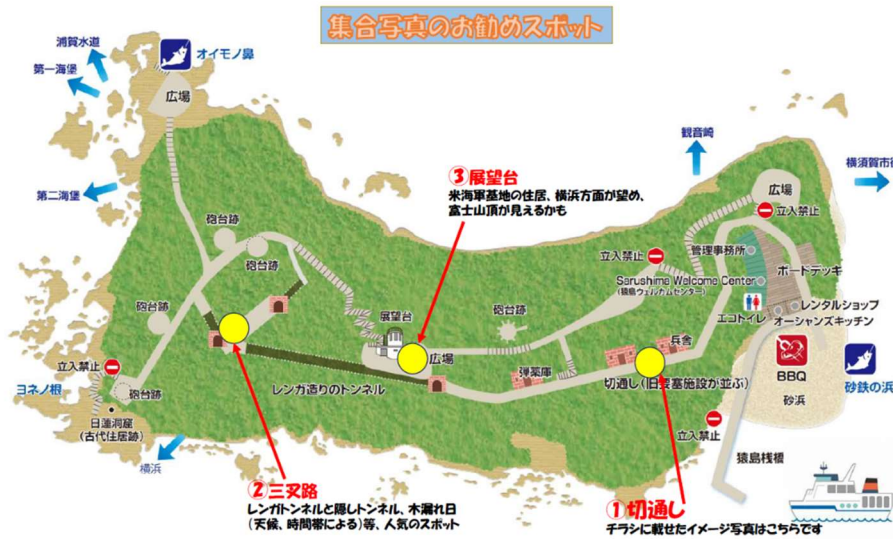 集合写真のお勧めスポット
浦賀水道
第一海堡
オイモノ鼻
広場
観音崎
横須賀市街
第二海堡
③展望台
米海軍基地の住居、横浜方面が望め、
富士山頂が見えるかも
広場
立入禁止
砲台跡
砲台跡
立入禁止
管理事務所
ボードデッキ
Sarushima Welcome Center
(猿島ウェルカムセンター)
砲台跡
展望台
砲台跡
エコトイレ
レンタルショップ
オーシャンズキッチン
広場
兵舎
弾薬庫
立入禁止
レンガ造りのトンネル
切通し(旧要塞施設が並ぶ)
BBQ
砂鉄の浜
ヨネノ根
砲台跡
砂浜
日蓮洞窟
(古代住居跡)
立入禁止
横浜
猿島桟橋
②三叉路
レンガトンネルと隠しトンネル、木漏れ日
(天候、時間帯による)等、人気のスポット
①切通し
チラシに載せたイメージ写真はこちらです